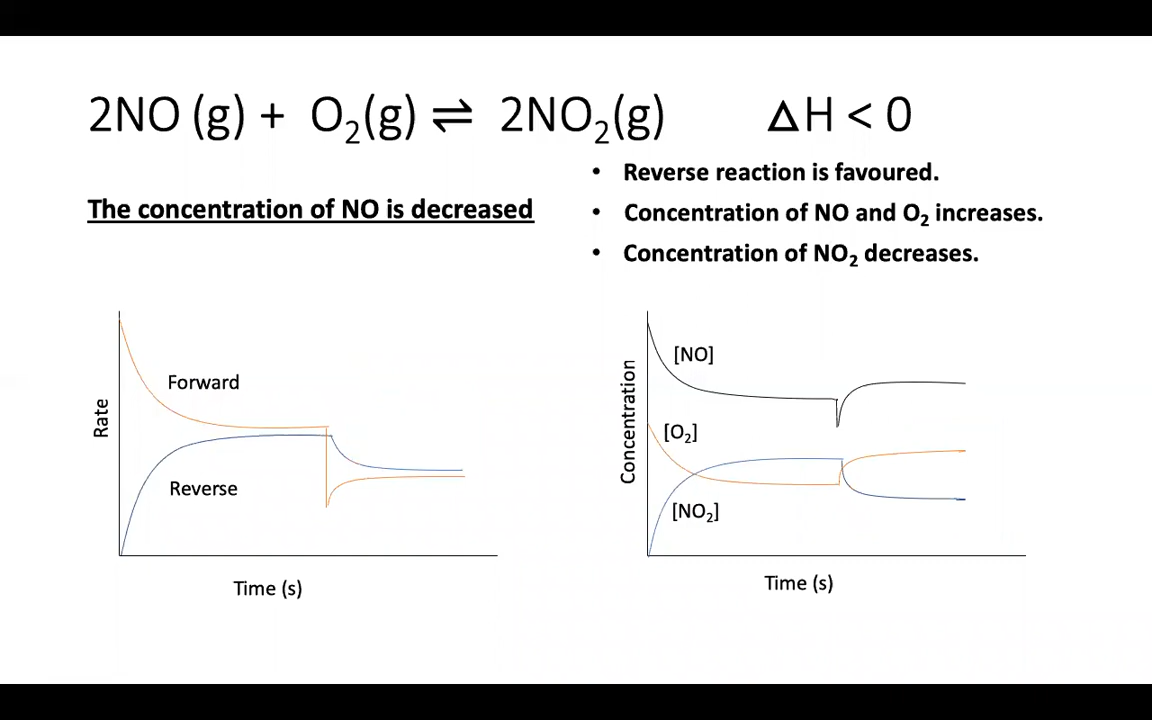 2NO (g) + O₂(g) ⇌ 2NO₂(g) ΔH < 0
The concentration of NO is decreased
• Reverse reaction is favoured.
• Concentration of NO and O₂ increases.
• Concentration of NO₂ decreases.
Rate
Forward
Reverse
Time (s)
Concentration
[NO]
[O₂]
[NO₂]
Time (s)